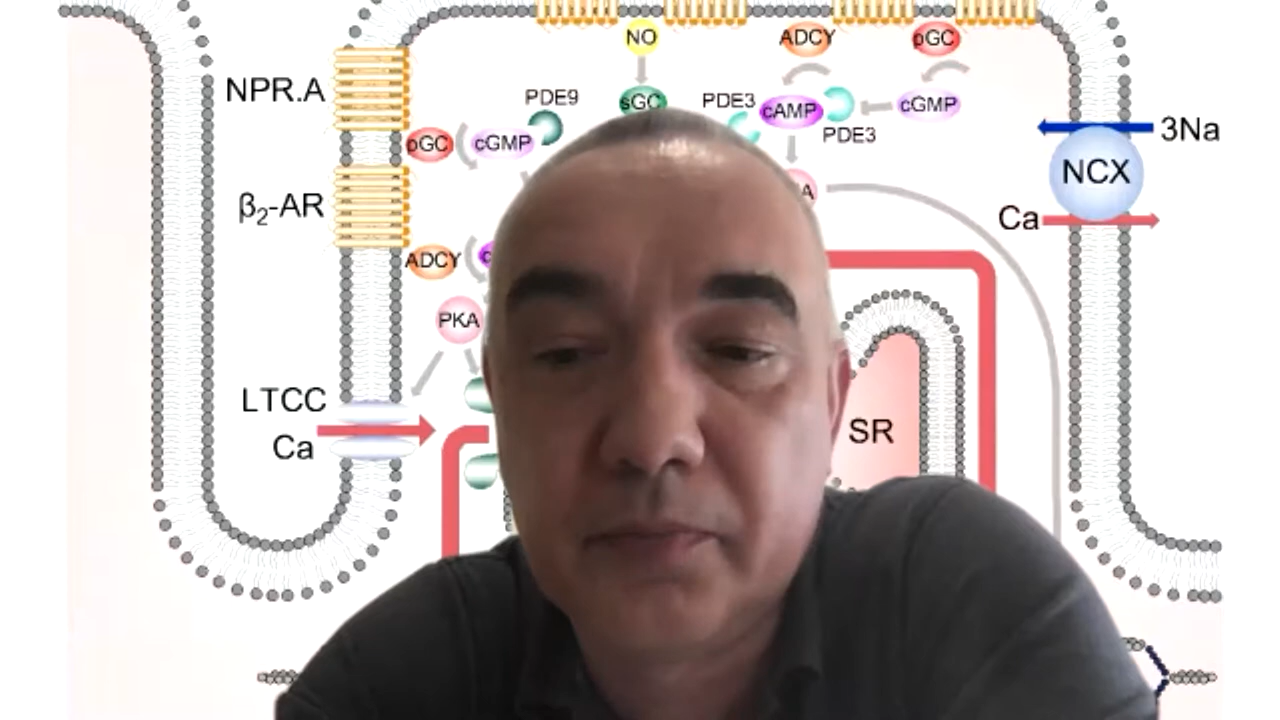 NO
ADCY
pGC
NPR.A
PDE9
sGC
PDE3
cAMP
cGMP
PDE3
pGC
cGMP
3Na
NCX
β₂-AR
Ca
ADCY
PKA
LTCC
Ca
SR